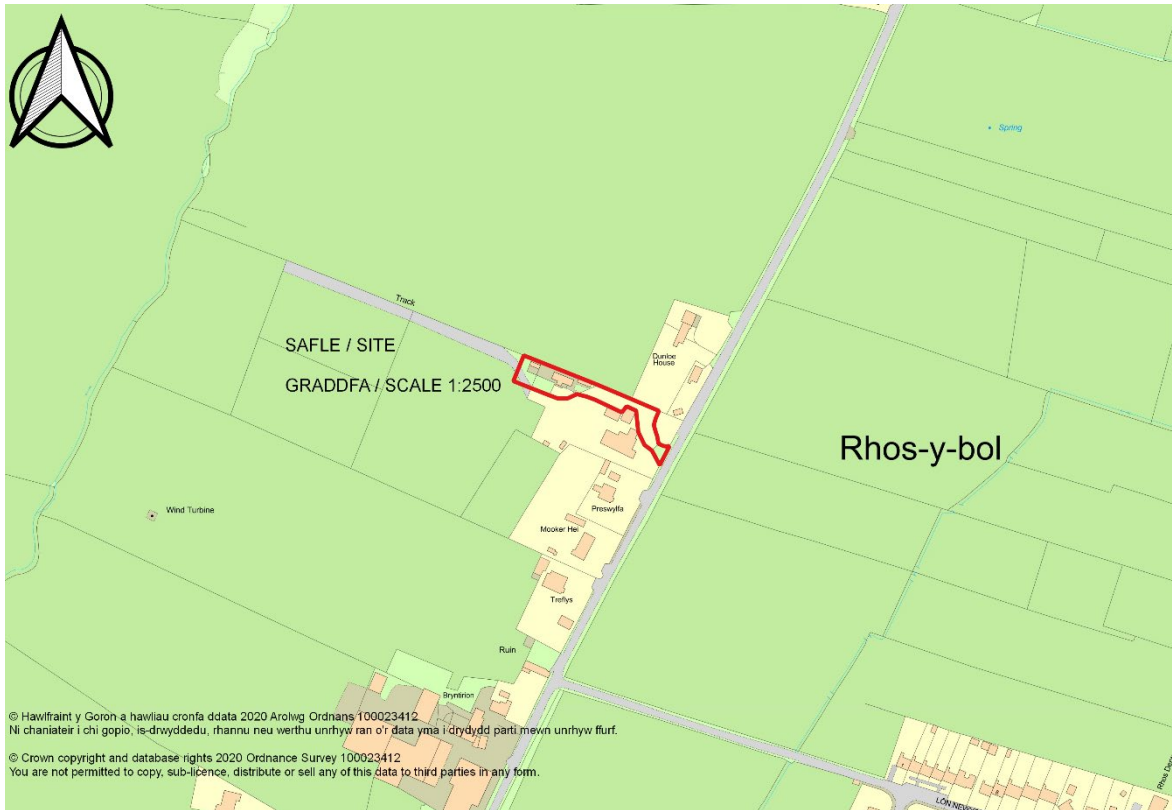 Spring
Track
SAFLE / SITE
Dunloe
House
GRADDFA / SCALE 1:2500
Rhos-y-bol
Wind Turbine
Preswylfa
Mooker Hei
Treflys
Ruin
Bryntirion
© Hawlfraint y Goron a hawliau cronfa ddata 2020 Arolwg Ordnans 100023412
Ni chaniateir i chi gopio, is-drwyddedu, rhannu neu werthu unrhyw ran o'r data yma i drydydd parti mewn unrhyw ffurf.
© Crown copyright and database rights 2020 Ordnance Survey 100023412
You are not permitted to copy, sub-licence, distribute or sell any of this data to third parties in any form.
LÔN
Rhos